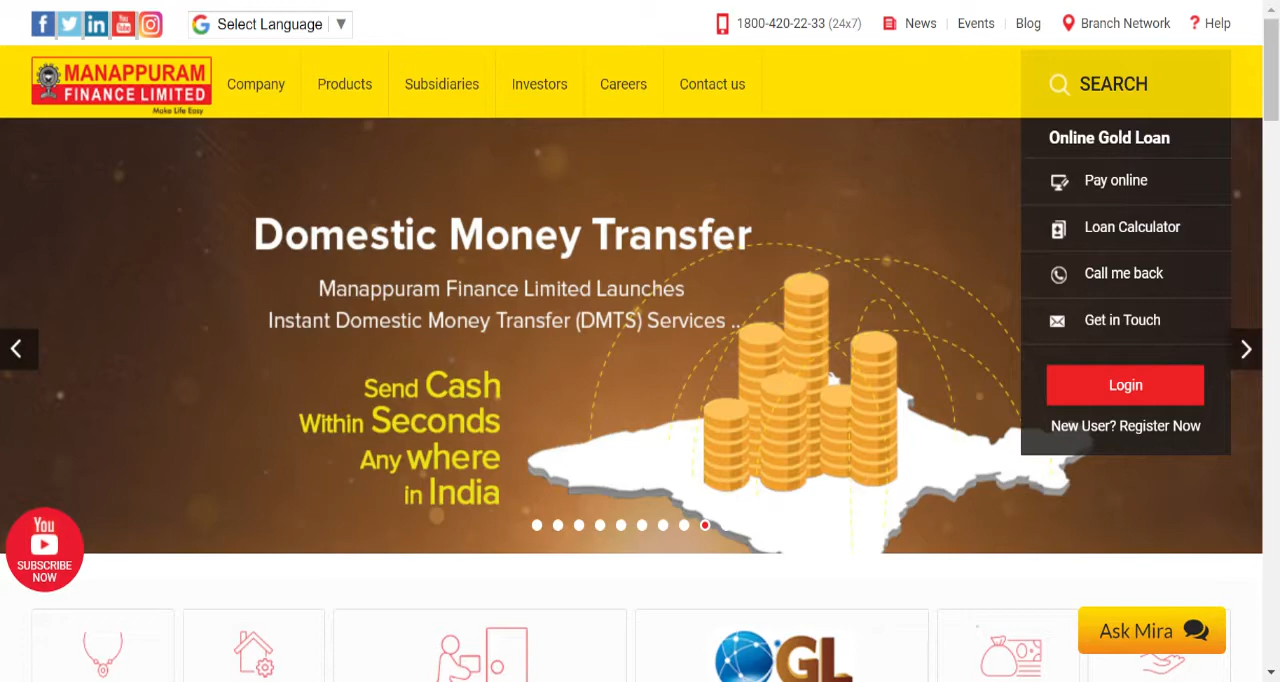 Select Language
1800-420-22-33 (24x7)
News
Events
Blog
Branch Network
Help
MANAPPURAM
FINANCE LIMITED
Make Life Easy
Company
Products
Subsidiaries
Investors
Careers
Contact us
SEARCH
Online Gold Loan
Pay online
Loan Calculator
Call me back
Get in Touch
Login
New User? Register Now
Domestic Money Transfer
Manappuram Finance Limited Launches
Instant Domestic Money Transfer (DMTS) Services ..
Send Cash
Within Seconds
Any where
in India
You
SUBSCRIBE
NOW
OGL
Ask Mira